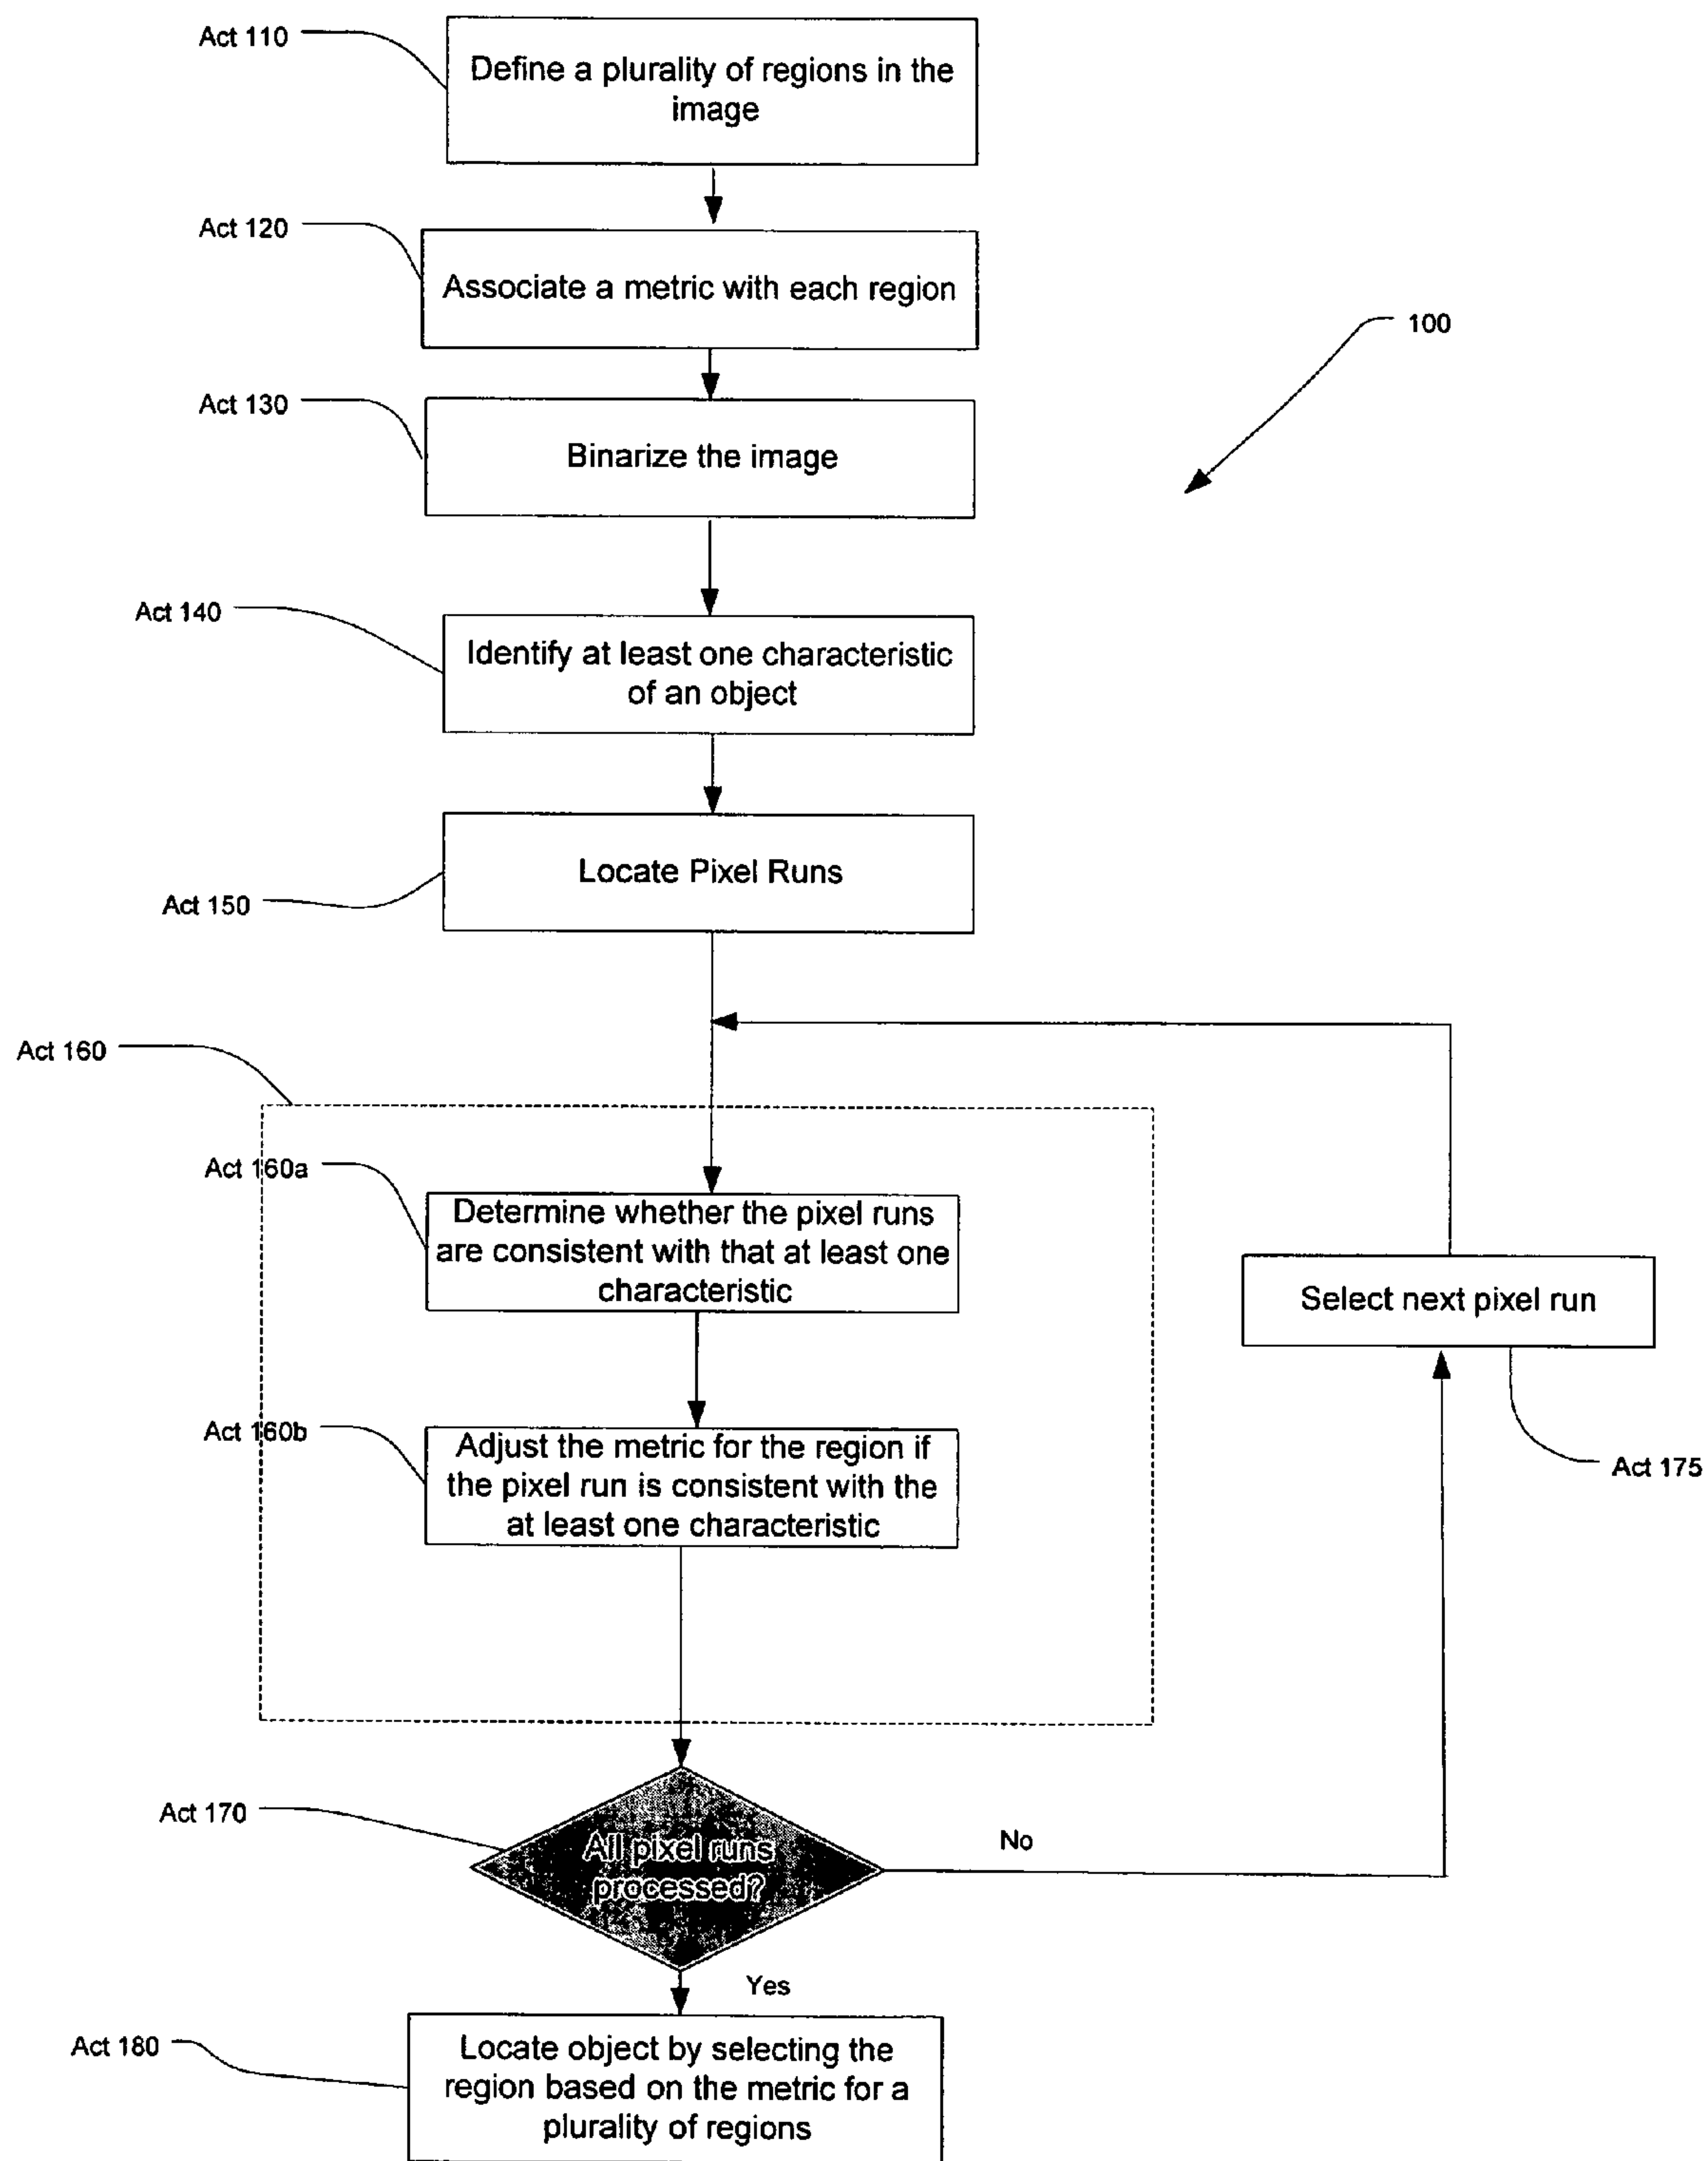 Act 110
Define a plurality of regions in the
image
Act 120
Associate a metric with each region
100
Act 130
Binarize the image
Act 140
Identify at least one characteristic
of an object
Locate Pixel Runs
Act 150
Act 160
Act 160a
Determine whether the pixel runs
are consistent with that at least one
characteristic
Select next pixel run
Act 160b
Adjust the metric for the region if
the pixel run is consistent with the
at least one characteristic
Act 175
Act 170
All pixel runs
processed?
No
Yes
Act 180
Locate object by selecting the
region based on the metric for a
plurality of regions